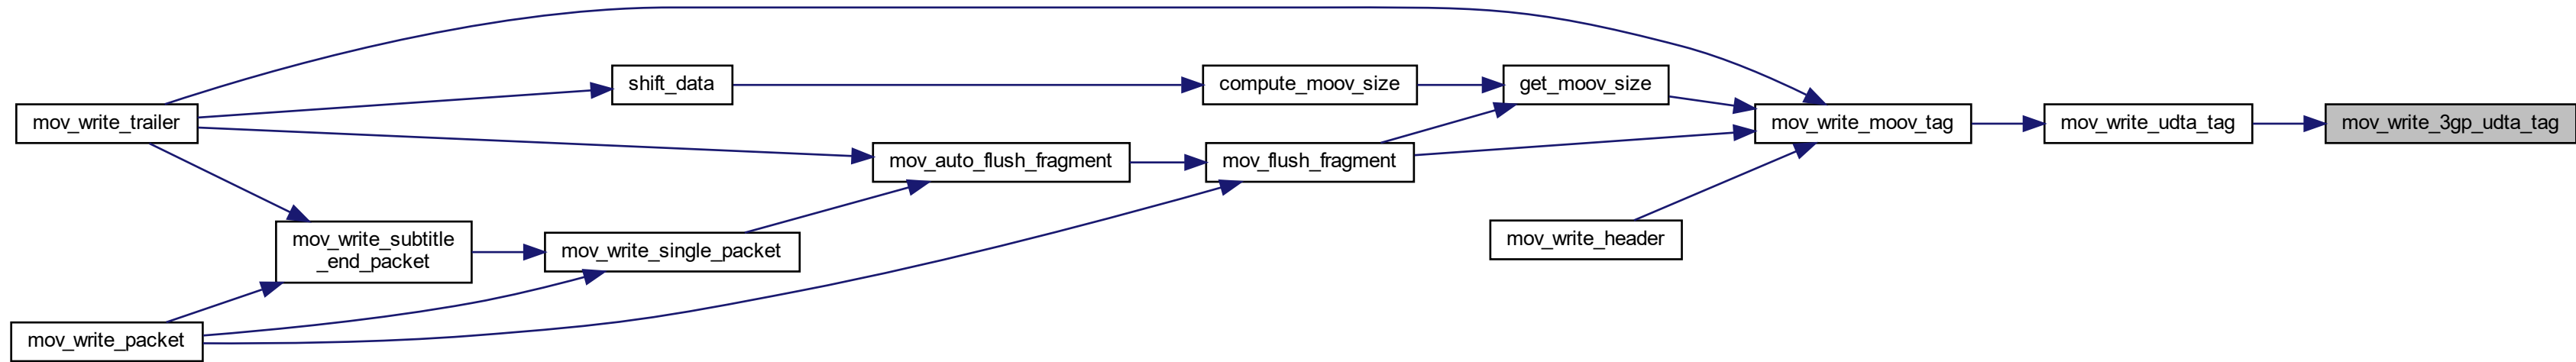 shift_data
compute_moov_size
get_moov_size
mov_write_trailer
mov_write_moov_tag
mov_write_udta_tag
mov_write_3gp_udta_tag
mov_auto_flush_fragment
mov_flush_fragment
mov_write_subtitle
_end_packet
mov_write_single_packet
mov_write_header
mov_write_packet